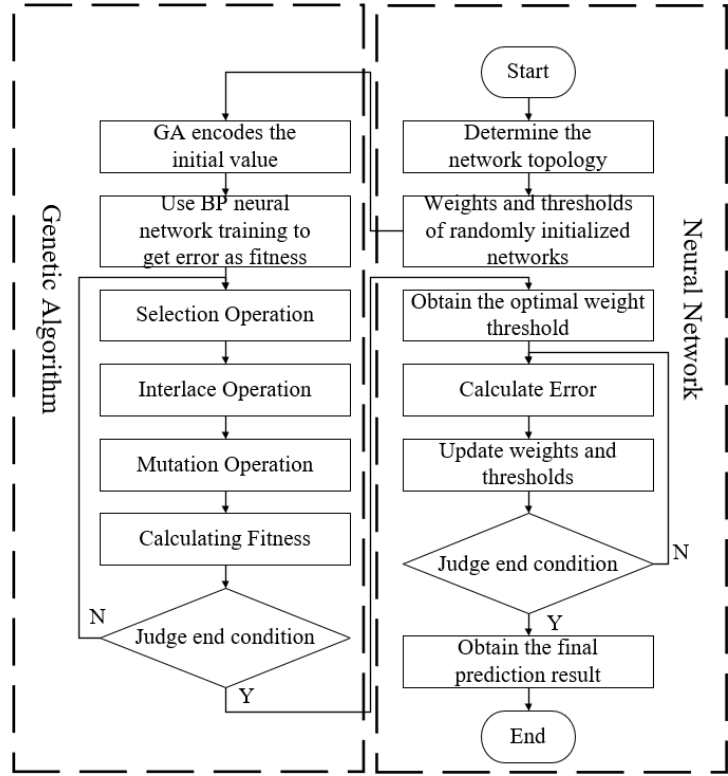 Genetic Algorithm
GA encodes the
initial value
Use BP neural
network training to
get error as fitness
Selection Operation
Interlace Operation
Mutation Operation
Calculating Fitness
N
Judge end condition
Y
Start
Determine the
network topology
Weights and thresholds
of randomly initialized
networks
Obtain the optimal weight
threshold
Calculate Error
Update weights and
thresholds
Judge end condition
N
Y
Obtain the final
prediction result
End
Neural Network